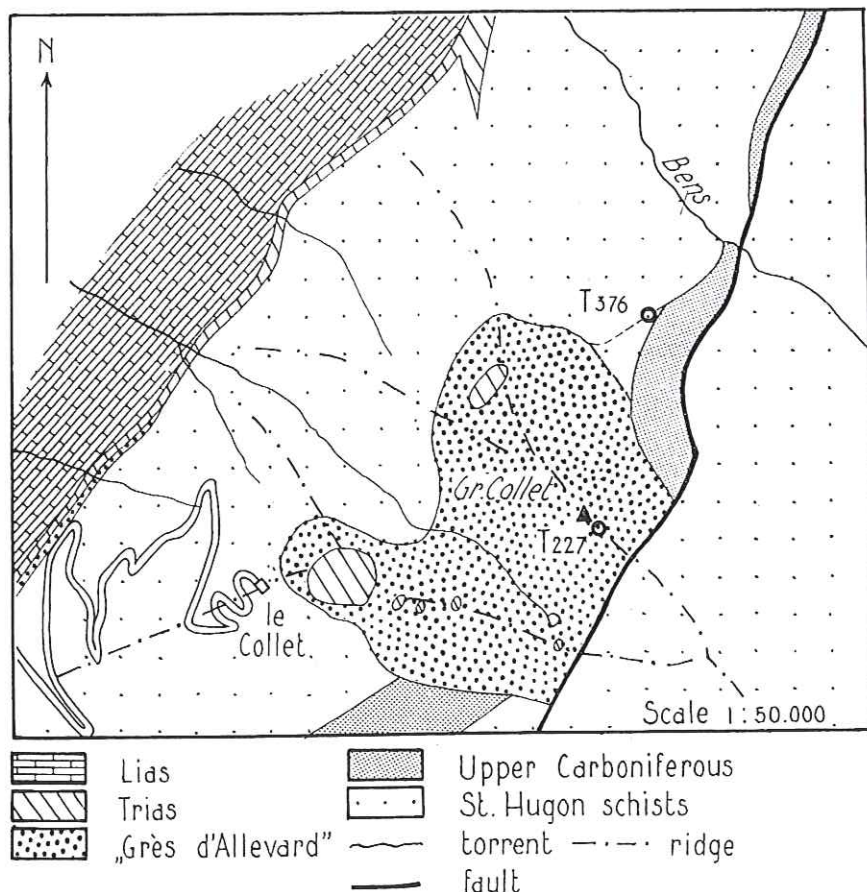 N
Bens
T376
Gr. Collet
T227
le
Collet.
Scale 1:50.000
Lias
Trias
„Grès d'Allevard"
Upper Carboniferous
St. Hugon schists
torrent
ridge
fault